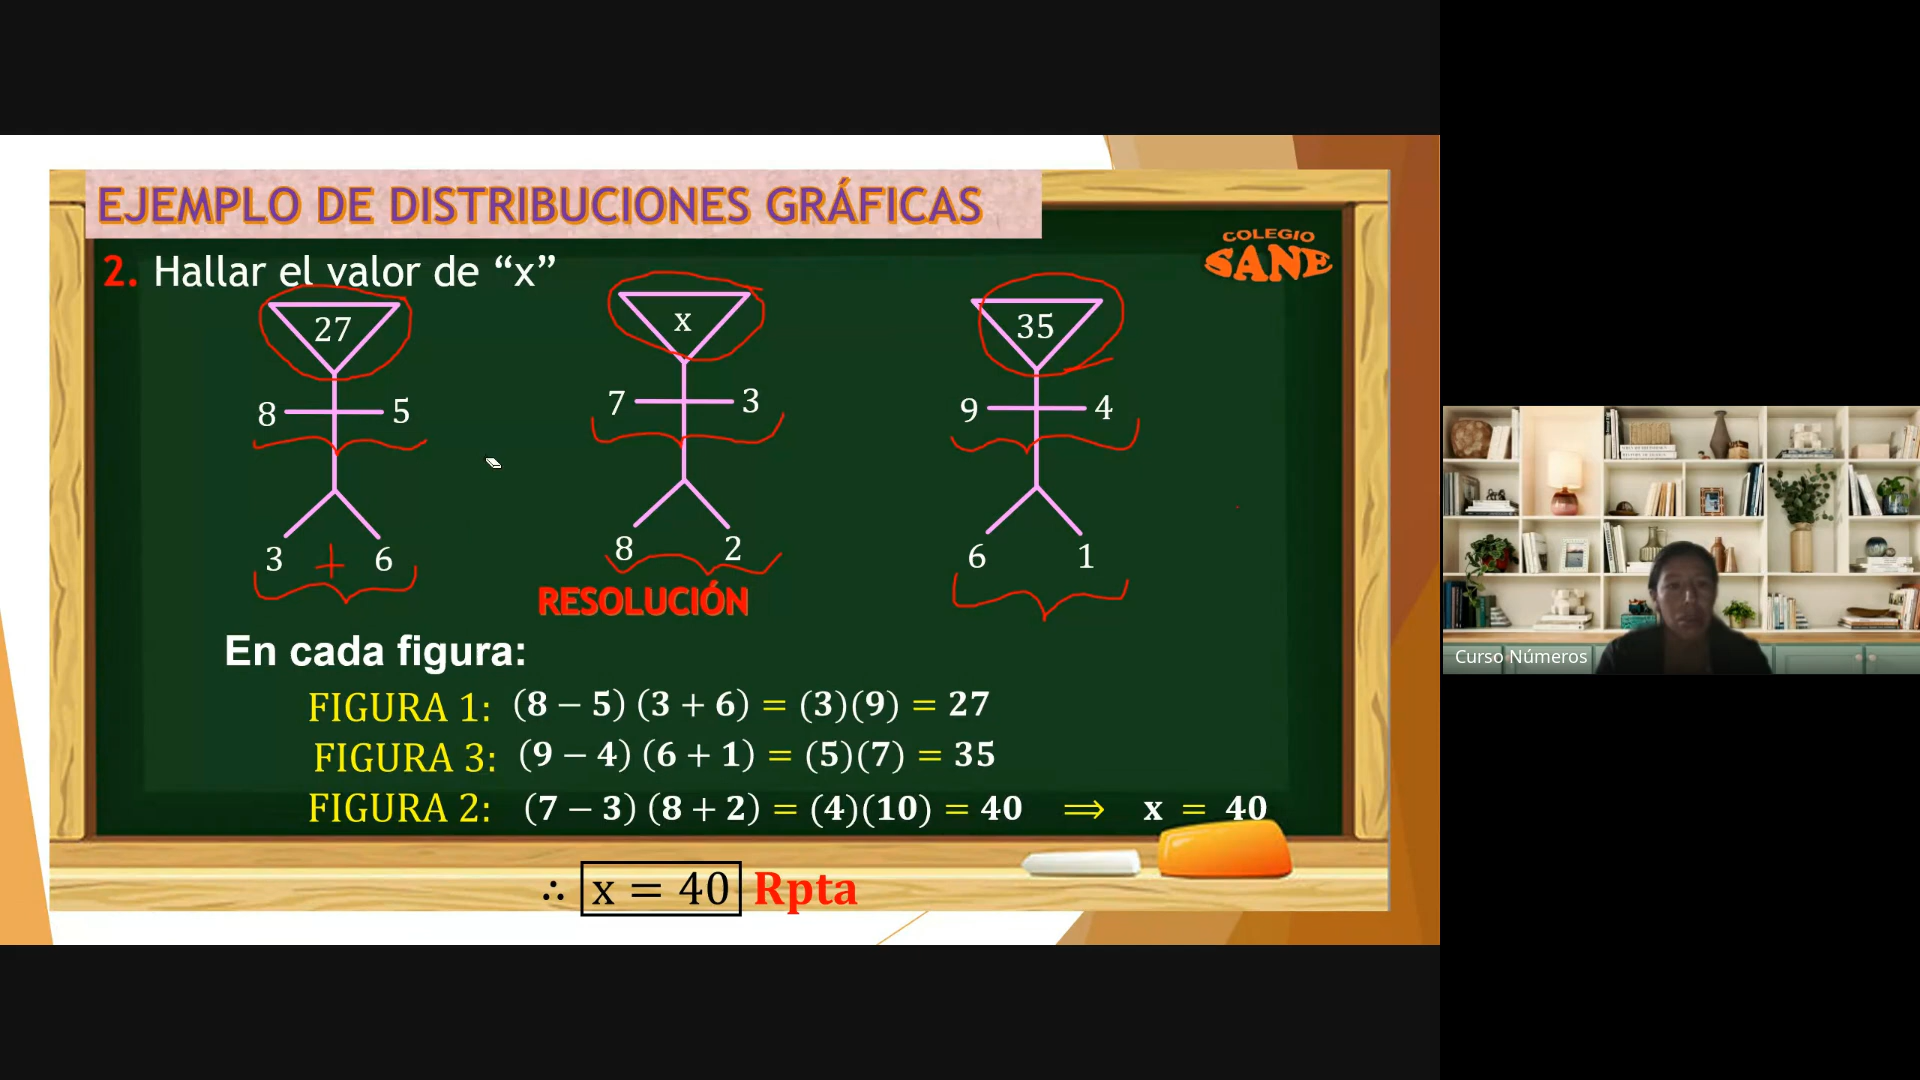 EJEMPLO DE DISTRIBUCIONES GRÁFICAS
COLEGIO
SANE
2. Hallar el valor de “x”
27 x 35
8 5 7 3 9 4
3 + 6 8 2 6 1
RESOLUCIÓN
En cada figura:
FIGURA 1: (8 − 5) (3 + 6) = (3)(9) = 27
FIGURA 3: (9 − 4) (6 + 1) = (5)(7) = 35
FIGURA 2: (7 − 3) (8 + 2) = (4)(10) = 40 ⟹ x = 40
∴ x = 40 Rpta
Curso Números